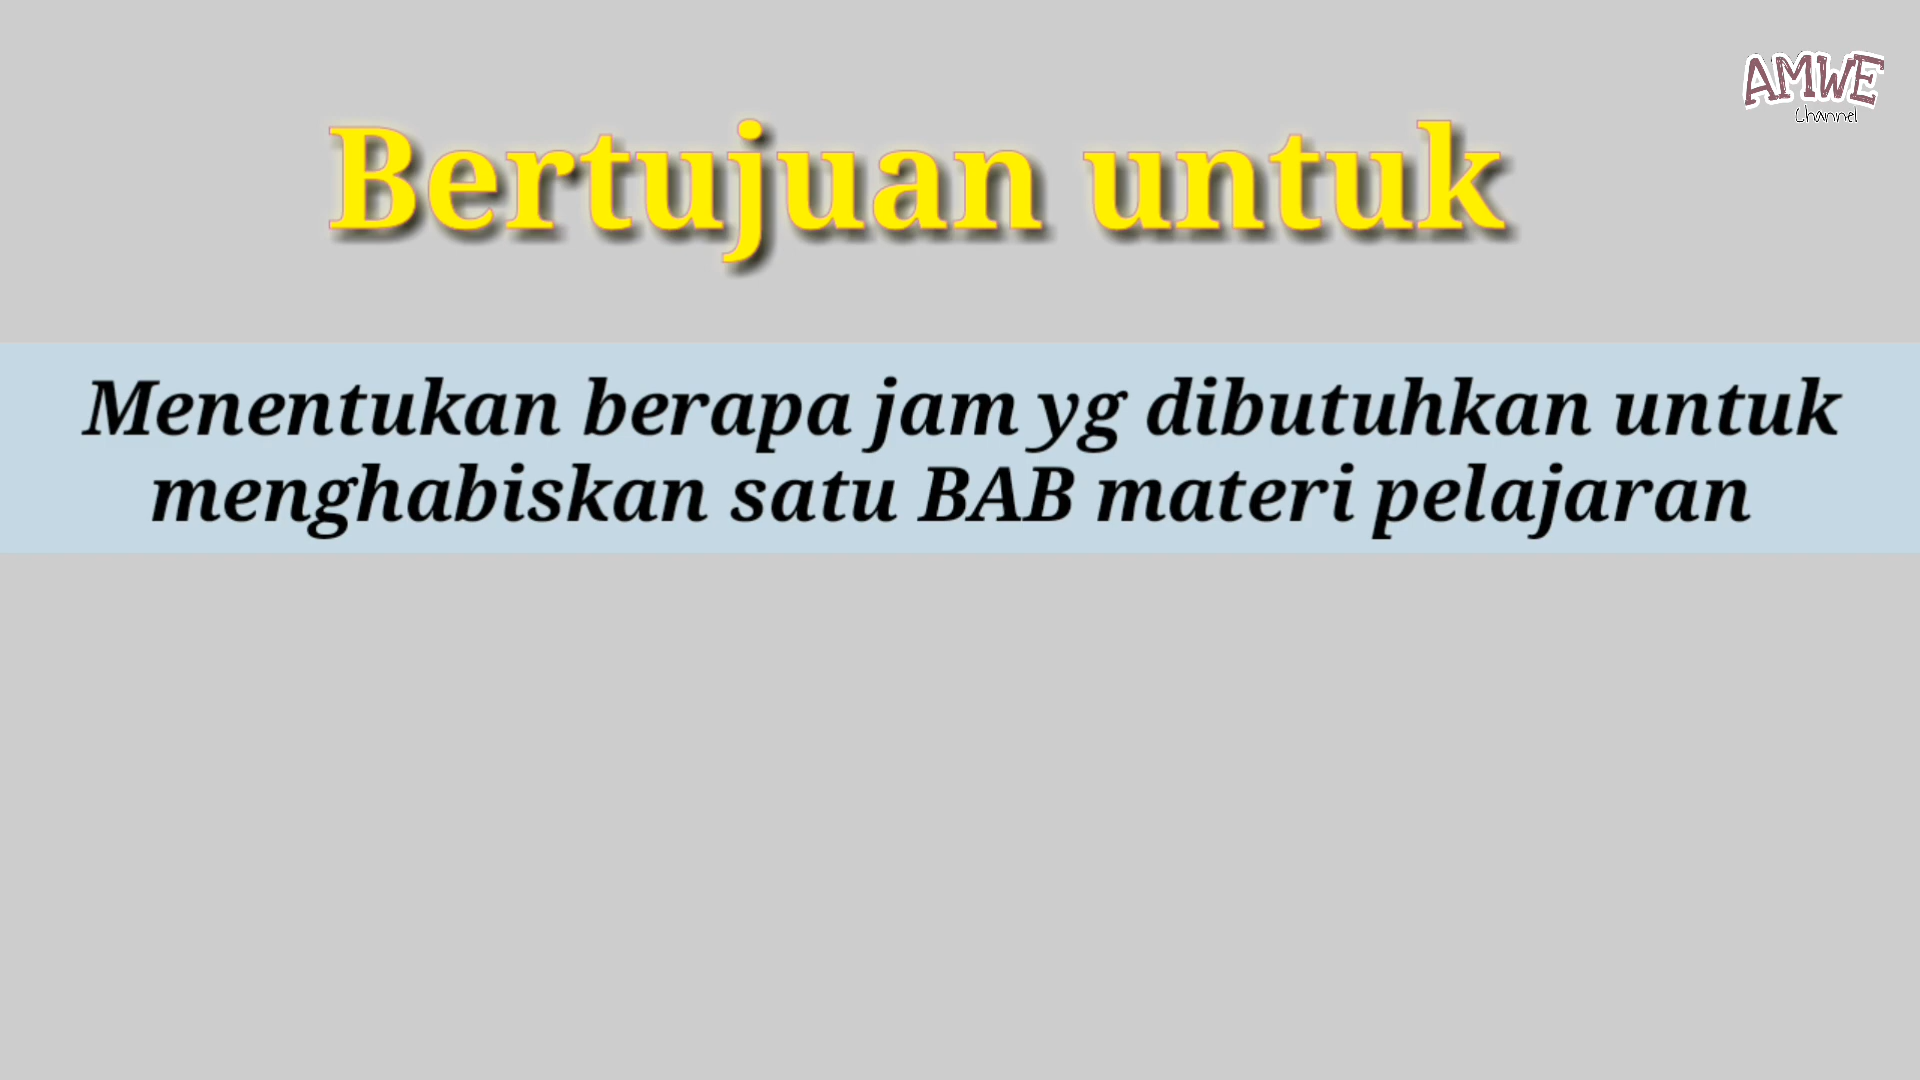 AMWE
Channel
Bertujuan untuk
Menentukan berapa jam yg dibutuhkan untuk
menghabiskan satu BAB materi pelajaran